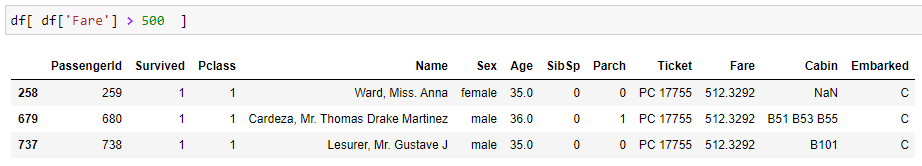 df[ df['Fare'] > 500  ]
PassengerId Survived Pclass Name Sex Age SibSp Parch Ticket Fare Cabin Embarked
258 259 1 1 Ward, Miss. Anna female 35.0 0 0 PC 17755 512.3292 NaN C
679 680 1 1 Cardeza, Mr. Thomas Drake Martinez male 36.0 0 1 PC 17755 512.3292 B51 B53 B55 C
737 738 1 1 Lesurer, Mr. Gustave J male 35.0 0 0 PC 17755 512.3292 B101 C